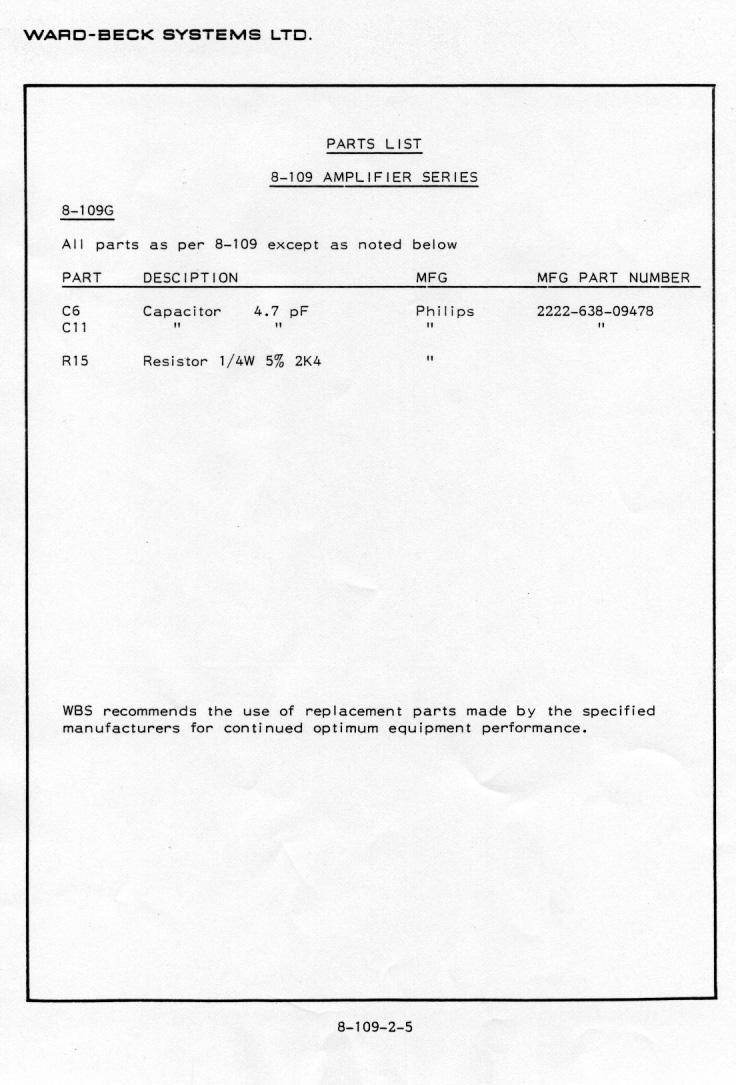 WARD-BECK SYSTEMS LTD.
PARTS LIST
8-109 AMPLIFIER SERIES
8-109G
All parts as per 8-109 except as noted below
PART DESCIPTION MFG MFG PART NUMBER
C6 Capacitor 4.7 pF Philips 2222-638-09478
C11 " " " "
R15 Resistor 1/4W 5% 2K4 "
WBS recommends the use of replacement parts made by the specified
manufacturers for continued optimum equipment performance.
8-109-2-5